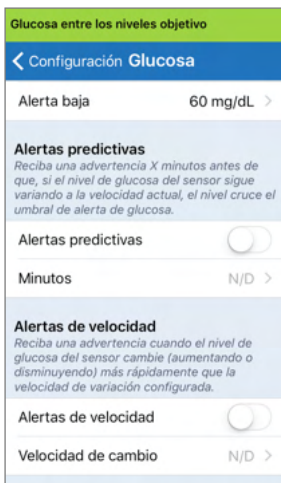 Glucosa entre los niveles objetivo
Configuración Glucosa
Alerta baja 60 mg/dL
Alertas predictivas
Reciba una advertencia X minutos antes de
que, si el nivel de glucosa del sensor sigue
variando a la velocidad actual, el nivel cruce el
umbral de alerta de glucosa.
Alertas predictivas
Minutos N/D
Alertas de velocidad
Reciba una advertencia cuando el nivel de
glucosa del sensor cambie (aumentando o
disminuyendo) más rápidamente que la
velocidad de variación configurada.
Alertas de velocidad
Velocidad de cambio N/D